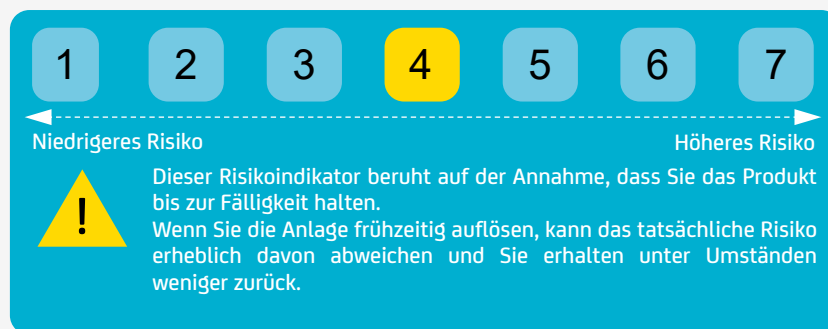 1 2 3 4 5 6 7
Niedrigeres Risiko Höheres Risiko
!
Dieser Risikoindikator beruht auf der Annahme, dass Sie das Produkt
bis zur Fälligkeit halten.
Wenn Sie die Anlage frühzeitig auflösen, kann das tatsächliche Risiko
erheblich davon abweichen und Sie erhalten unter Umständen
weniger zurück.